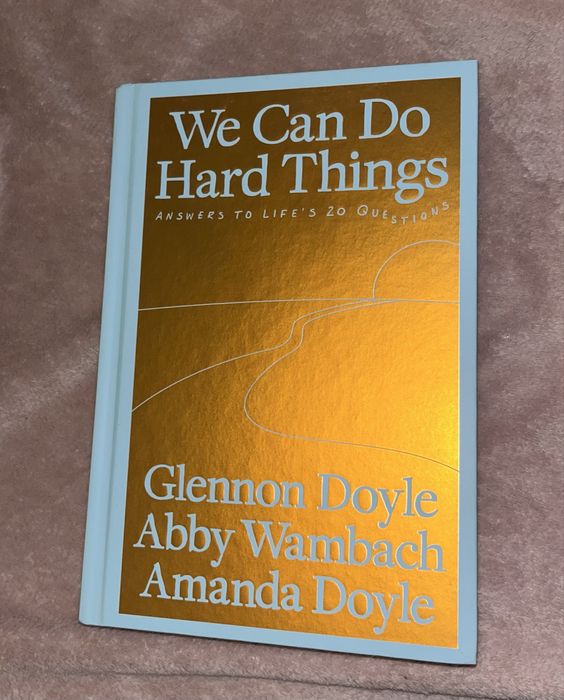 We Can Do
Hard Things
ANSWERS TO LIFE'S 20 QUESTIONS
Glennon Doyle
Abby Wambach
Amanda Doyle